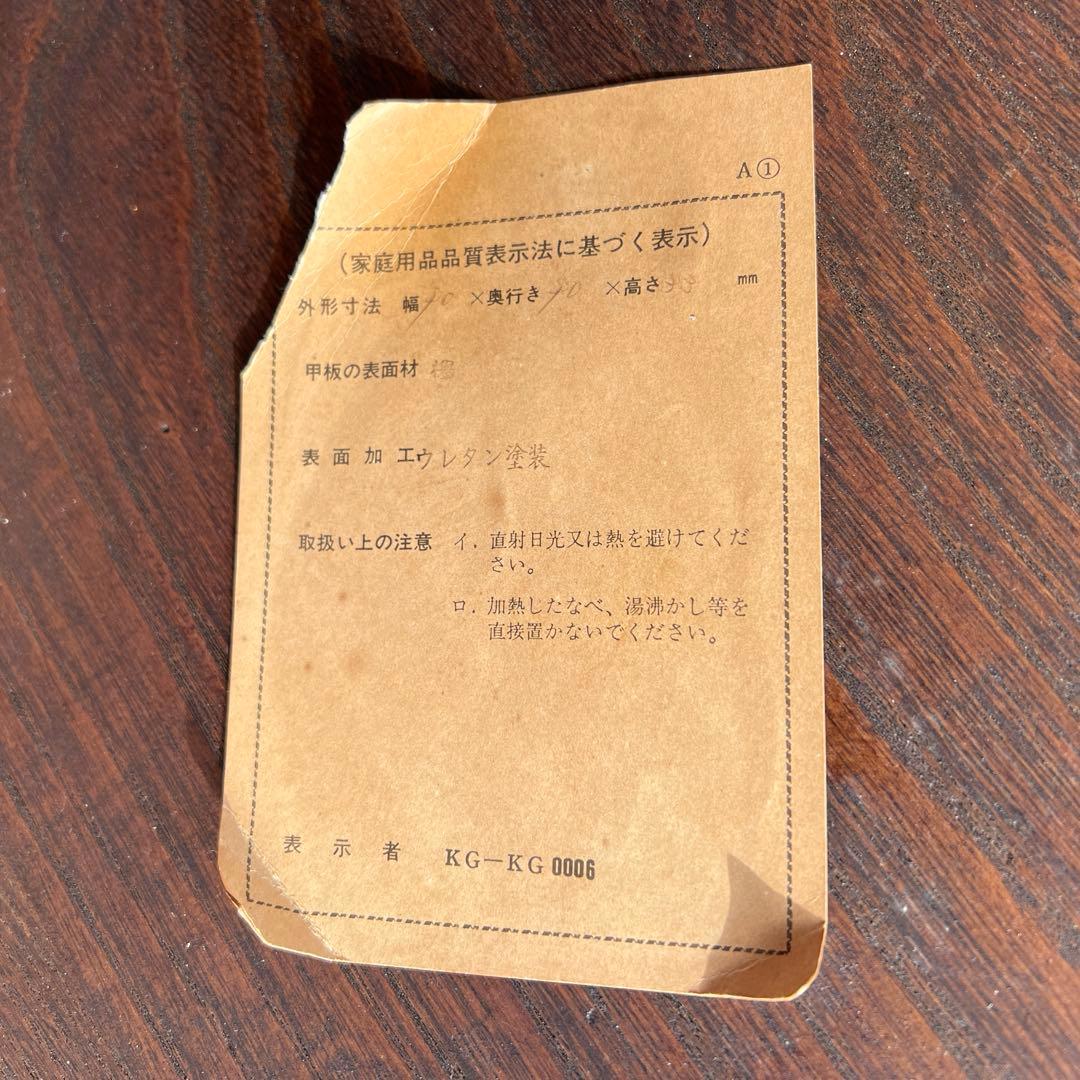 A①
(家庭用品品質表示法に基づく表示)
外形寸法 幅 ×奥行き ×高さ mm
甲板の表面材
表面加工 ウレタン塗装
取扱い上の注意 イ. 直射日光又は熱を避けてくだ
さい。
ロ. 加熱したなべ、湯沸かし等を
直接置かないでください。
表示者 KG-KG 0006